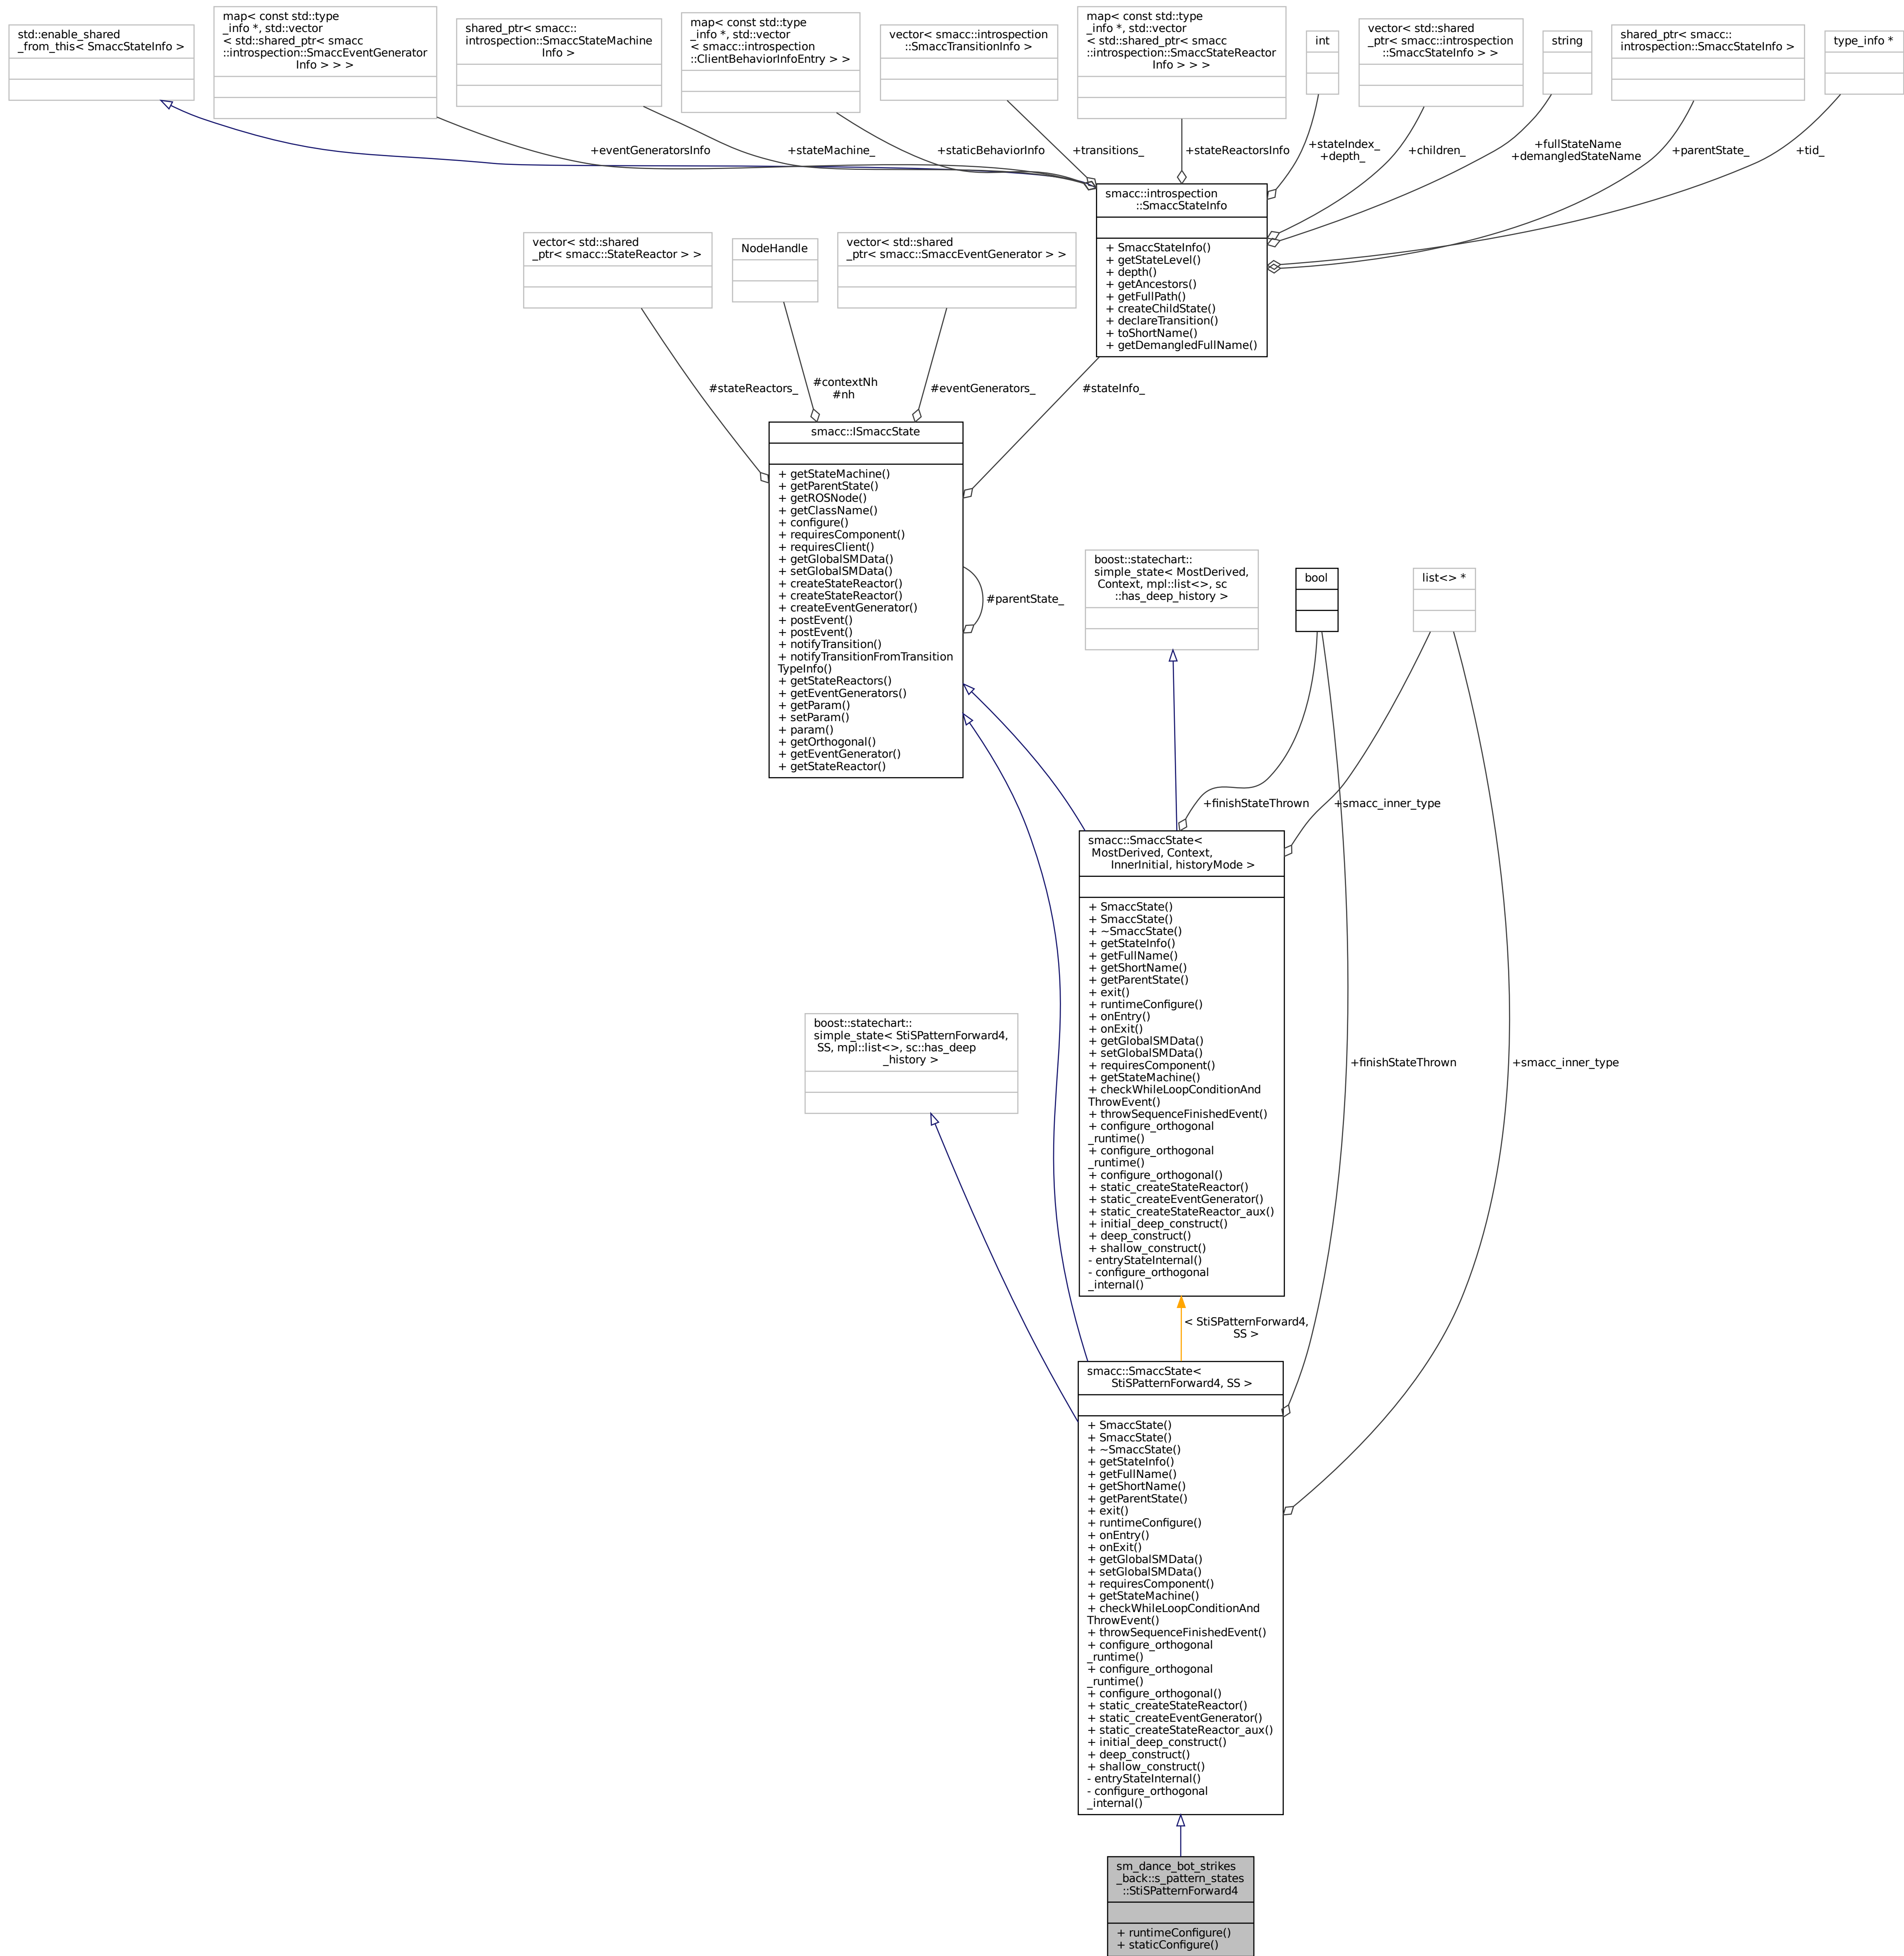 std::enable_shared
_from_this< SmaccStateInfo >
map< const std::type
_info *, std::vector
< std::shared_ptr< smacc
::introspection::SmaccEventGenerator
Info > > >
shared_ptr< smacc::
introspection::SmaccStateMachine
Info >
map< const std::type
_info *, std::vector
< smacc::introspection
::ClientBehaviorInfoEntry > >
vector< smacc::introspection
::SmaccTransitionInfo >
map< const std::type
_info *, std::vector
< std::shared_ptr< smacc
::introspection::SmaccStateReactor
Info > > >
int
vector< std::shared
_ptr< smacc::introspection
::SmaccStateInfo > >
string
shared_ptr< smacc::
introspection::SmaccStateInfo >
type_info *
+eventGeneratorsInfo
+stateMachine_
+staticBehaviorInfo
+transitions_
+stateReactorsInfo
+stateIndex_
+depth_
+children_
+fullStateName
+demangledStateName
+parentState_
+tid_
smacc::introspection
::SmaccStateInfo
+ SmaccStateInfo()
+ getStateLevel()
+ depth()
+ getAncestors()
+ getFullPath()
+ createChildState()
+ declareTransition()
+ toShortName()
+ getDemangledFullName()
vector< std::shared
_ptr< smacc::StateReactor > >
NodeHandle
vector< std::shared
_ptr< smacc::SmaccEventGenerator > >
#stateReactors_
#contextNh
#nh
#eventGenerators_
#stateInfo_
smacc::ISmaccState
+ getStateMachine()
+ getParentState()
+ getROSNode()
+ getClassName()
+ configure()
+ requiresComponent()
+ requiresClient()
+ getGlobalSMData()
+ setGlobalSMData()
+ createStateReactor()
+ createStateReactor()
+ createEventGenerator()
+ postEvent()
+ postEvent()
+ notifyTransition()
+ notifyTransitionFromTransition
TypeInfo()
+ getStateReactors()
+ getEventGenerators()
+ getParam()
+ setParam()
+ param()
+ getOrthogonal()
+ getEventGenerator()
+ getStateReactor()
#parentState_
boost::statechart::
simple_state< MostDerived,
Context, mpl::list<>, sc
::has_deep_history >
bool
list<> *
+finishStateThrown
+smacc_inner_type
smacc::SmaccState<
MostDerived, Context,
InnerInitial, historyMode >
+ SmaccState()
+ SmaccState()
+ ~SmaccState()
+ getStateInfo()
+ getFullName()
+ getShortName()
+ getParentState()
+ exit()
+ runtimeConfigure()
+ onEntry()
+ onExit()
+ getGlobalSMData()
+ setGlobalSMData()
+ requiresComponent()
+ getStateMachine()
+ checkWhileLoopConditionAnd
ThrowEvent()
+ throwSequenceFinishedEvent()
+ configure_orthogonal
_runtime()
+ configure_orthogonal
_runtime()
+ configure_orthogonal()
+ static_createStateReactor()
+ static_createEventGenerator()
+ static_createStateReactor_aux()
+ initial_deep_construct()
+ deep_construct()
+ shallow_construct()
- entryStateInternal()
- configure_orthogonal
_internal()
boost::statechart::
simple_state< StiSPatternForward4,
SS, mpl::list<>, sc::has_deep
_history >
+finishStateThrown
+smacc_inner_type
< StiSPatternForward4,
SS >
smacc::SmaccState<
StiSPatternForward4, SS >
+ SmaccState()
+ SmaccState()
+ ~SmaccState()
+ getStateInfo()
+ getFullName()
+ getShortName()
+ getParentState()
+ exit()
+ runtimeConfigure()
+ onEntry()
+ onExit()
+ getGlobalSMData()
+ setGlobalSMData()
+ requiresComponent()
+ getStateMachine()
+ checkWhileLoopConditionAnd
ThrowEvent()
+ throwSequenceFinishedEvent()
+ configure_orthogonal
_runtime()
+ configure_orthogonal
_runtime()
+ configure_orthogonal()
+ static_createStateReactor()
+ static_createEventGenerator()
+ static_createStateReactor_aux()
+ initial_deep_construct()
+ deep_construct()
+ shallow_construct()
- entryStateInternal()
- configure_orthogonal
_internal()
sm_dance_bot_strikes
_back::s_pattern_states
::StiSPatternForward4
+ runtimeConfigure()
+ staticConfigure()